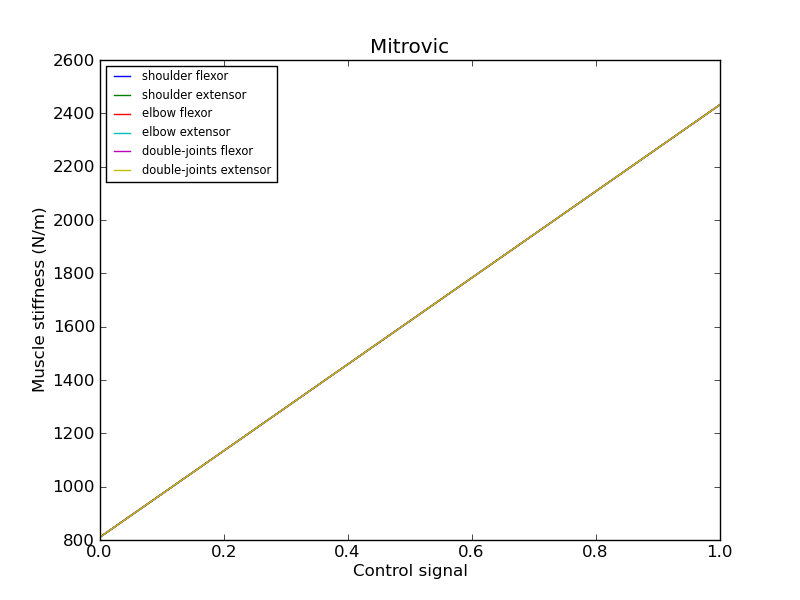 Mitrovic
2600
2400
2200
2000
1800
1600
1400
1200
1000
800
Muscle stiffness (N/m)
shoulder flexor
shoulder extensor
elbow flexor
elbow extensor
double-joints flexor
double-joints extensor
0.0 0.2 0.4 0.6 0.8 1.0
Control signal